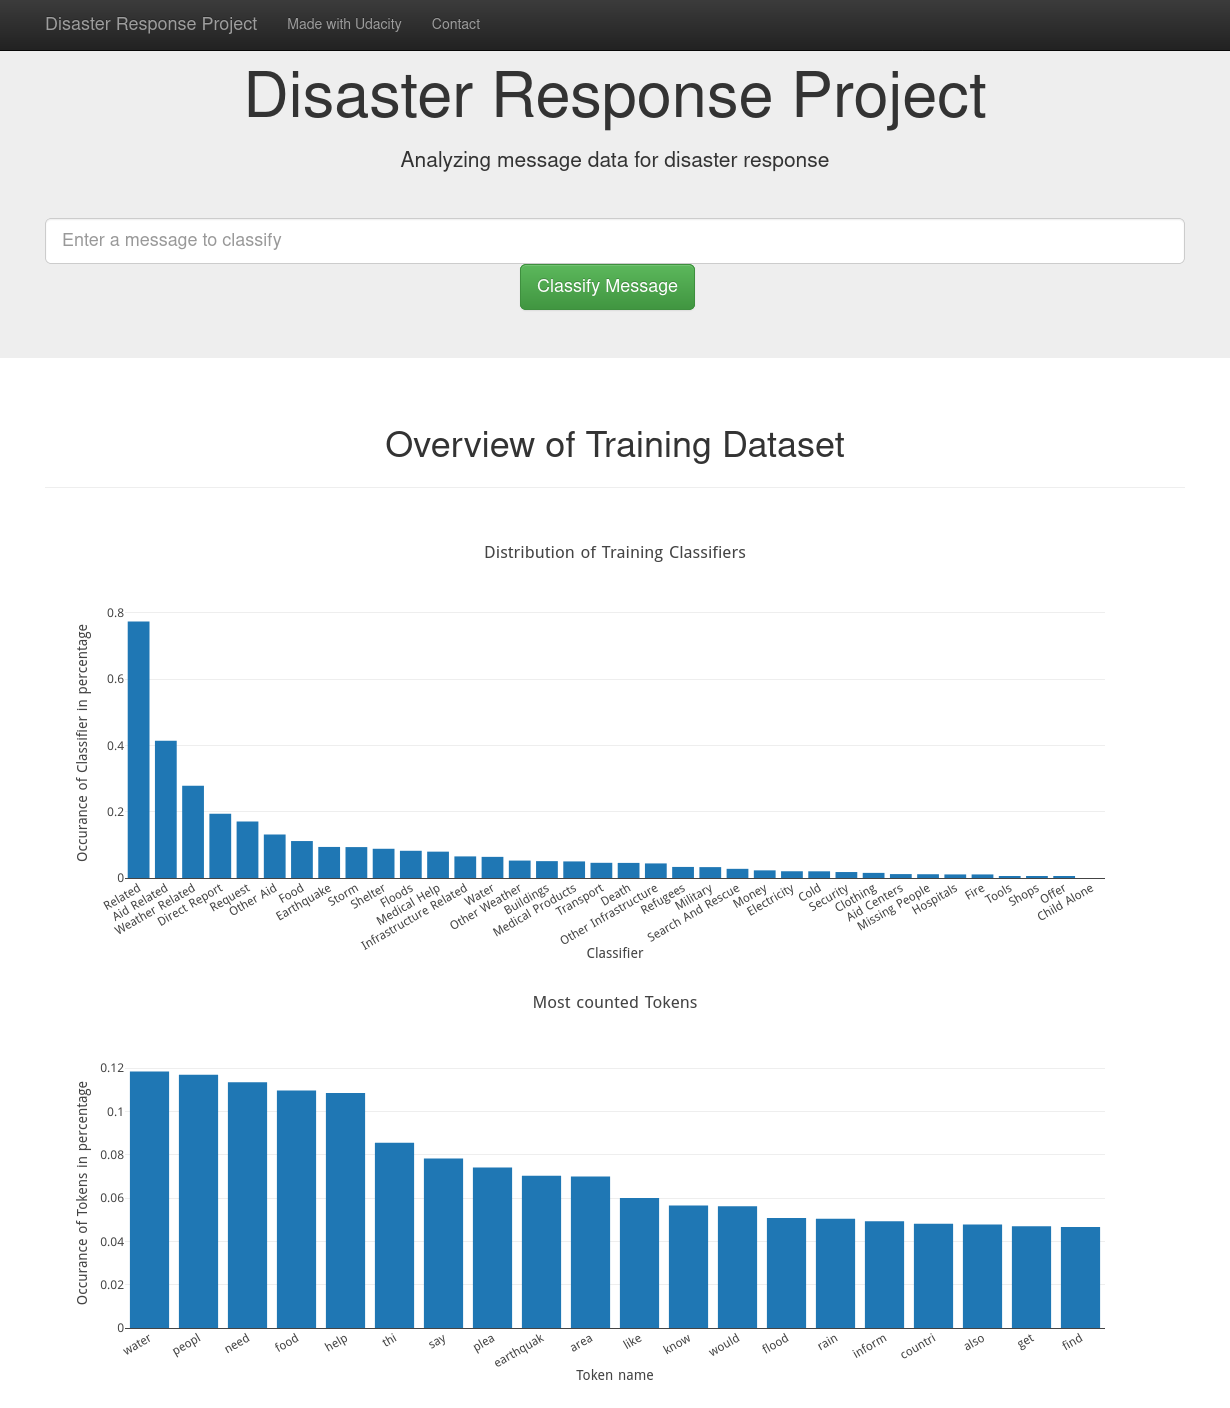 Disaster Response Project Made with Udacity Contact
Disaster Response Project
Analyzing message data for disaster response
Enter a message to classify
Classify Message
Overview of Training Dataset
Distribution of Training Classifiers
Occurance of Classifier in percentage
0.8
0.6
0.4
0.2
0
Related
Aid Related
Weather Related
Direct Report
Request
Other Aid
Food
Earthquake
Storm
Shelter
Floods
Medical Help
Infrastructure Related
Water
Other Weather
Buildings
Medical Products
Transport
Death
Other Infrastructure
Refugees
Military
Search And Rescue
Money
Electricity
Cold
Security
Clothing
Aid Centers
Missing People
Hospitals
Fire
Tools
Shops
Offer
Child Alone
Classifier
Most counted Tokens
Occurance of Tokens in percentage
0.12
0.1
0.08
0.06
0.04
0.02
0
water
peopl
need
food
help
thi
say
plea
earthquak
area
like
know
would
flood
rain
inform
countri
also
get
find
Token name